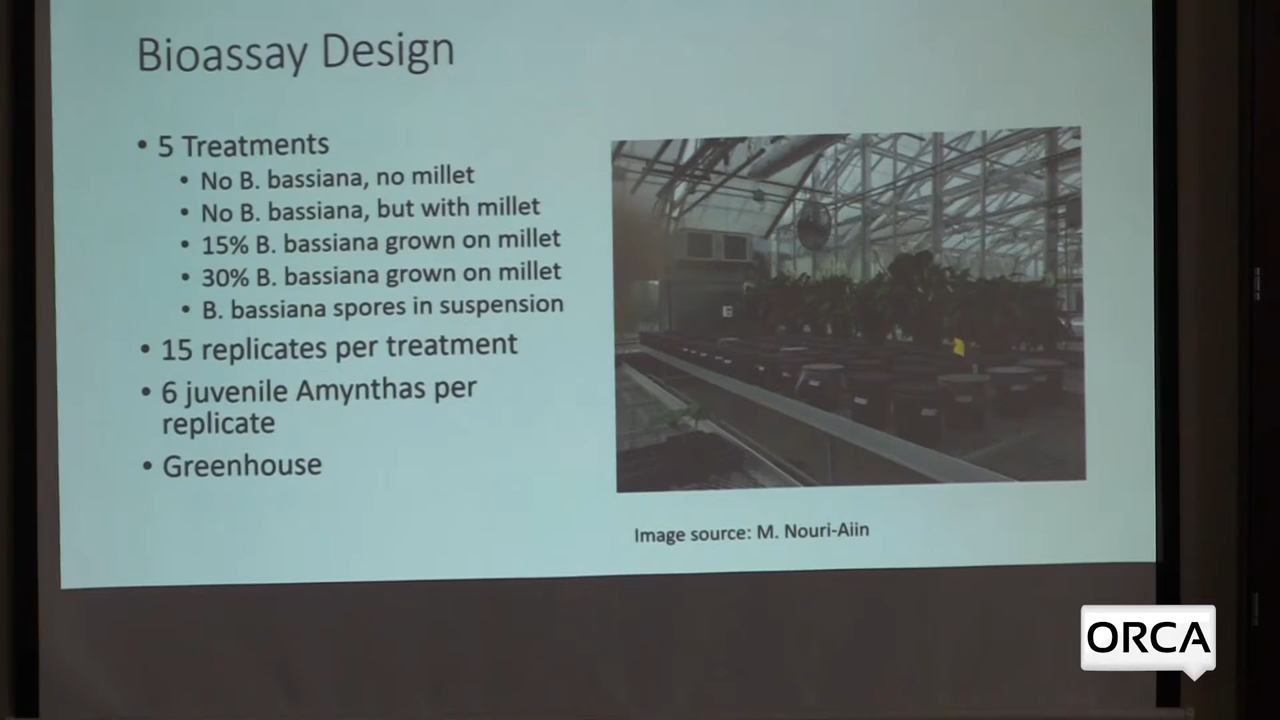 Bioassay Design
• 5 Treatments
• No B. bassiana, no millet
• No B. bassiana, but with millet
• 15% B. bassiana grown on millet
• 30% B. bassiana grown on millet
• B. bassiana spores in suspension
• 15 replicates per treatment
• 6 juvenile Amynthas per
replicate
• Greenhouse
Image source: M. Nouri-Aiin
ORCA